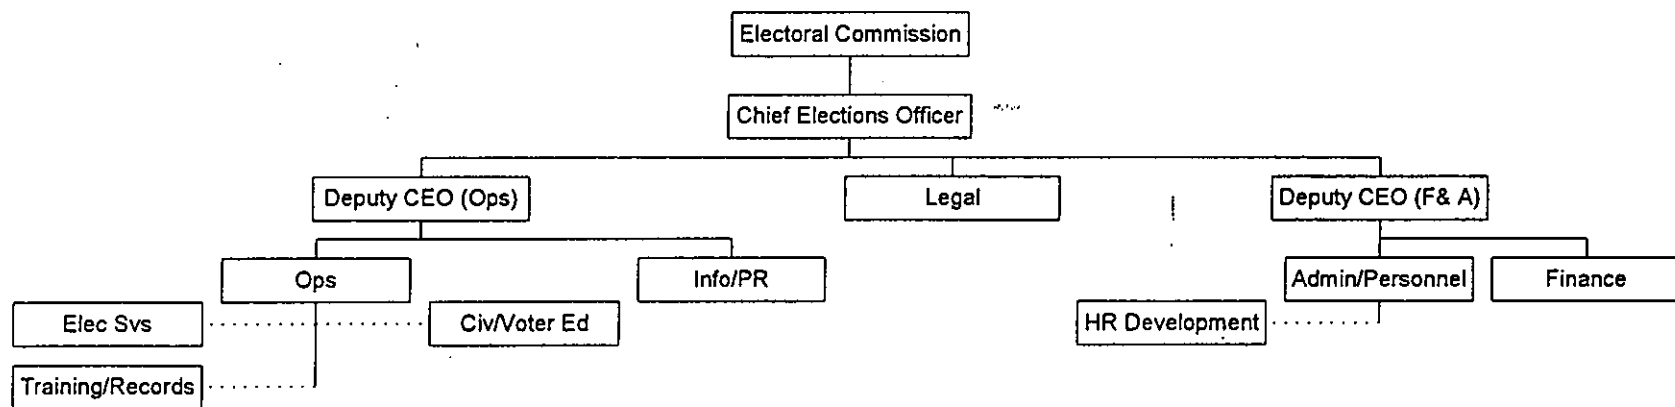 Electoral Commission
Chief Elections Officer
Deputy CEO (Ops)
Legal
Deputy CEO (F& A)
Ops
Info/PR
Admin/Personnel
Finance
Elec Svs
Civ/Voter Ed
HR Development
Training/Records